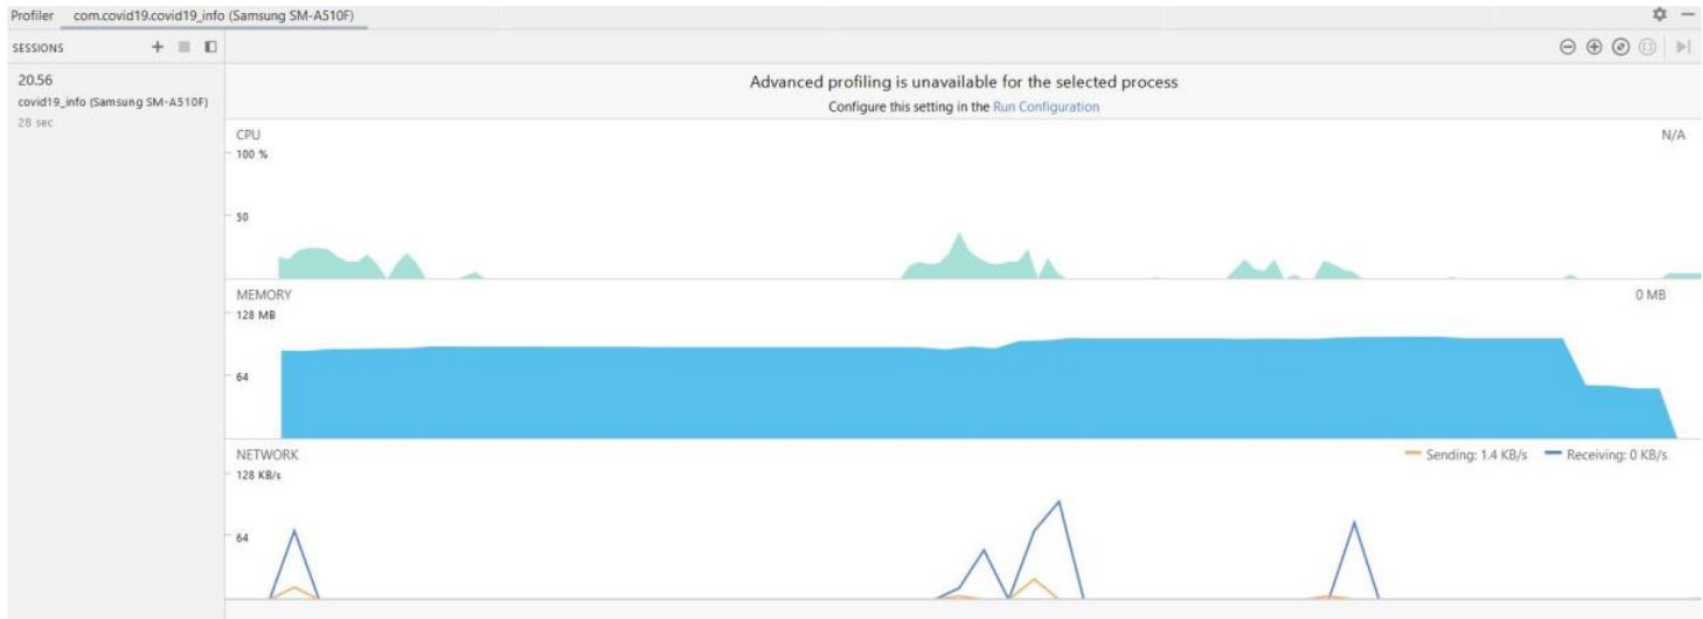 Profiler com.covid19.covid19_info (Samsung SM-A510F)
SESSIONS
20.56
covid19_info (Samsung SM-A510F)
28 sec
Advanced profiling is unavailable for the selected process
Configure this setting in the Run Configuration
CPU N/A
100 %
50
MEMORY 0 MB
128 MB
64
NETWORK Sending: 1.4 KB/s Receiving: 0 KB/s
128 KB/s
64